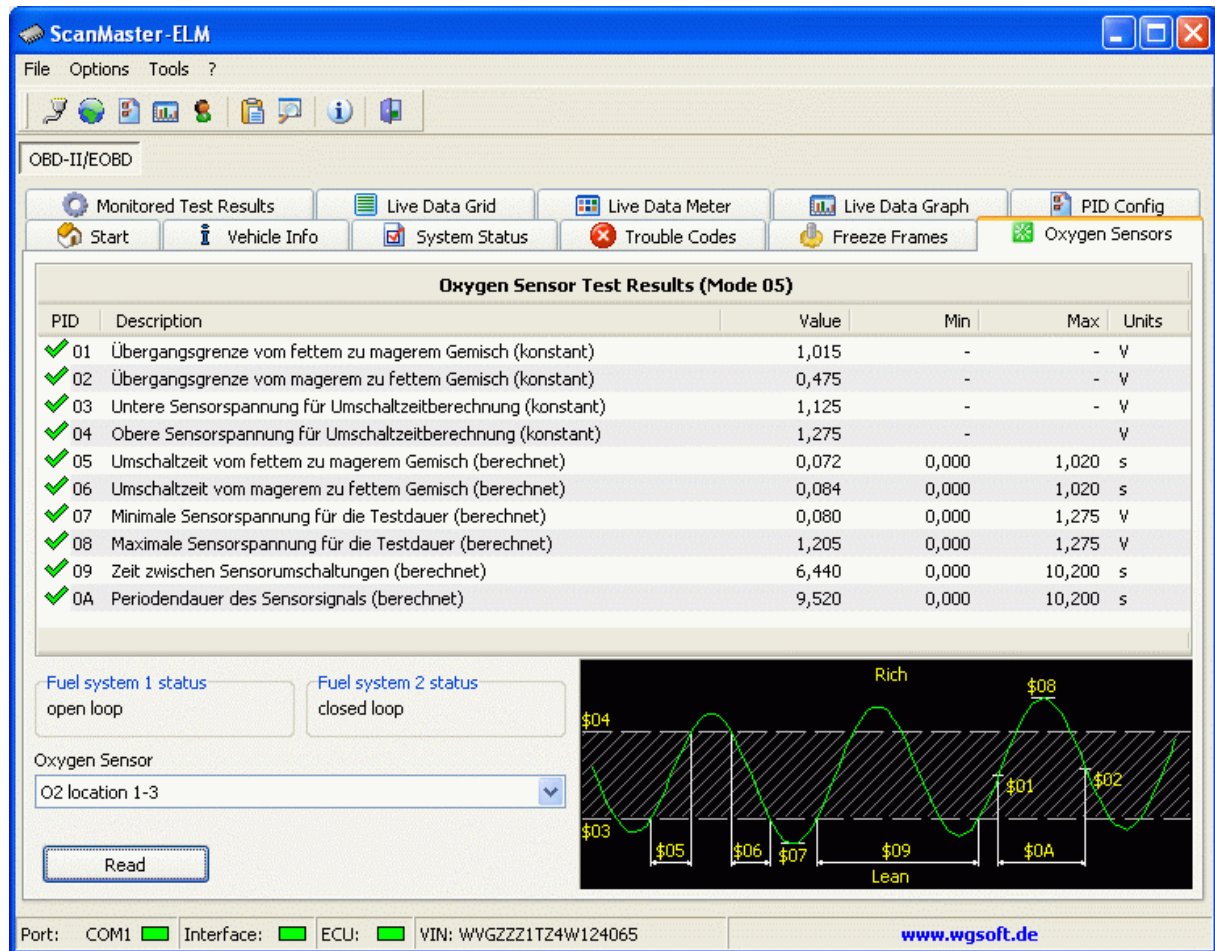 ScanMaster-ELM
File Options Tools ?
OBD-II/EOBD
Monitored Test Results Live Data Grid Live Data Meter Live Data Graph PID Config
Start Vehicle Info System Status Trouble Codes Freeze Frames Oxygen Sensors
Oxygen Sensor Test Results (Mode 05)
PID Description Value Min Max Units
01 Übergangsgrenze vom fettem zu magerem Gemisch (konstant) 1,015 - - V
02 Übergangsgrenze vom magerem zu fettem Gemisch (konstant) 0,475 - - V
03 Untere Sensorspannung für Umschaltzeitberechnung (konstant) 1,125 - - V
04 Obere Sensorspannung für Umschaltzeitberechnung (konstant) 1,275 - V
05 Umschaltzeit vom fettem zu magerem Gemisch (berechnet) 0,072 0,000 1,020 s
06 Umschaltzeit vom magerem zu fettem Gemisch (berechnet) 0,084 0,000 1,020 s
07 Minimale Sensorspannung für die Testdauer (berechnet) 0,080 0,000 1,275 V
08 Maximale Sensorspannung für die Testdauer (berechnet) 1,205 0,000 1,275 V
09 Zeit zwischen Sensorumschaltungen (berechnet) 6,440 0,000 10,200 s
0A Periodendauer des Sensorsignals (berechnet) 9,520 0,000 10,200 s
Fuel system 1 status Fuel system 2 status
open loop closed loop
Oxygen Sensor
O2 location 1-3
Read
Rich
$08
$04
$01 $02
$03
$05 $06 $07 $09 $0A
Lean
Port: COM1 Interface: ECU: VIN: WVGZZZ1TZ4W124065 www.wgsoft.de